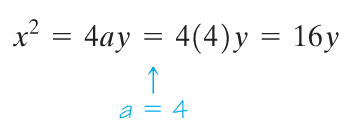 x² = 4ay = 4(4)y = 16y
↑
a = 4